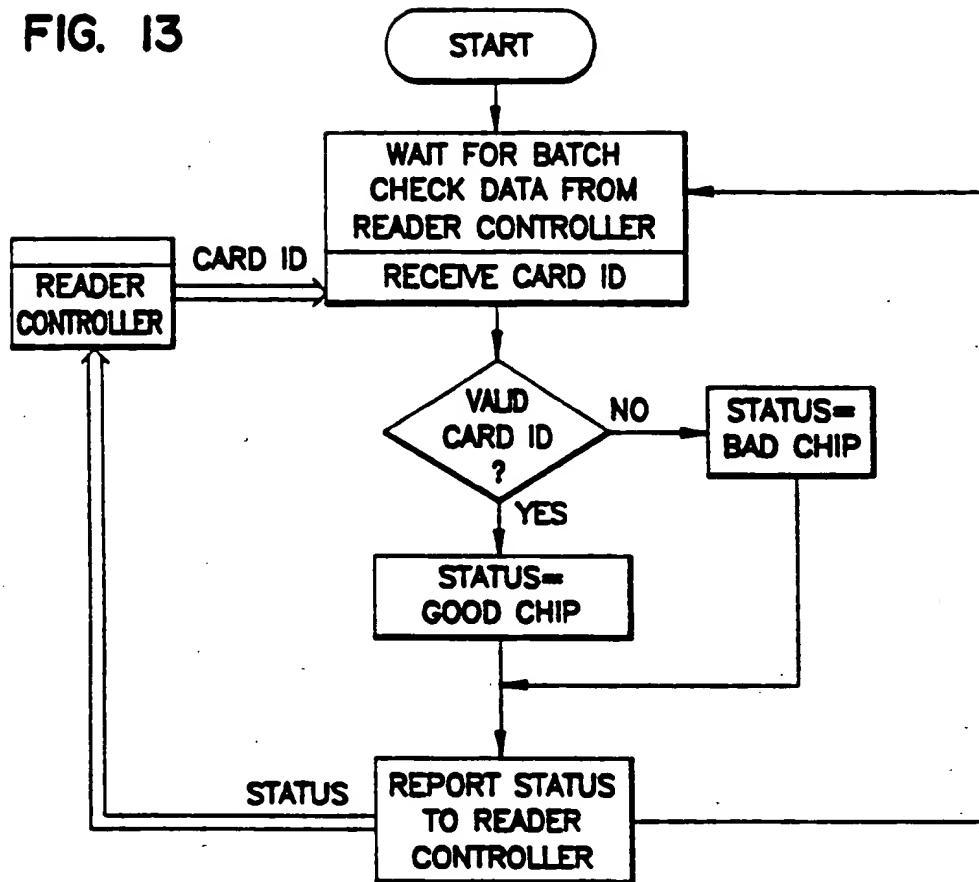 FIG. 13
START
WAIT FOR BATCH
CHECK DATA FROM
READER CONTROLLER
RECEIVE CARD ID
CARD ID
READER
CONTROLLER
VALID
CARD ID
?
NO
STATUS=
BAD CHIP
YES
STATUS=
GOOD CHIP
STATUS
REPORT STATUS
TO READER
CONTROLLER